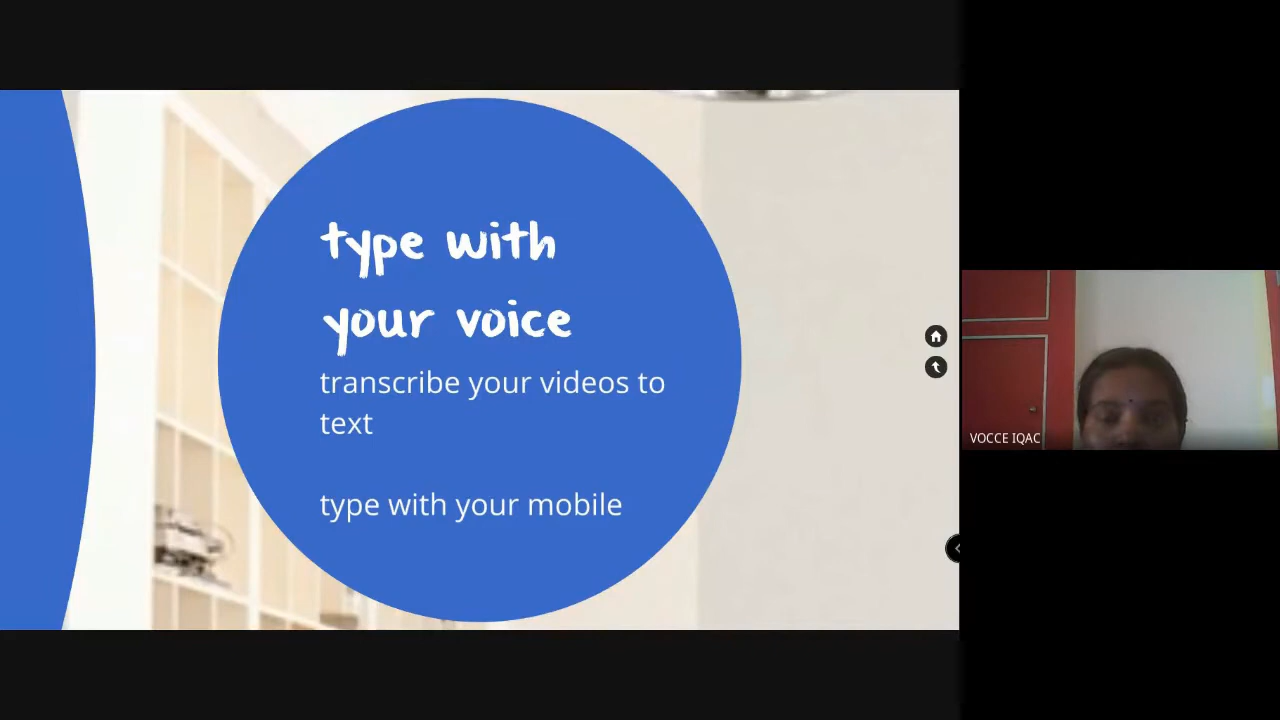 type with
your voice
transcribe your videos to
text
type with your mobile
VOCCE IQAC